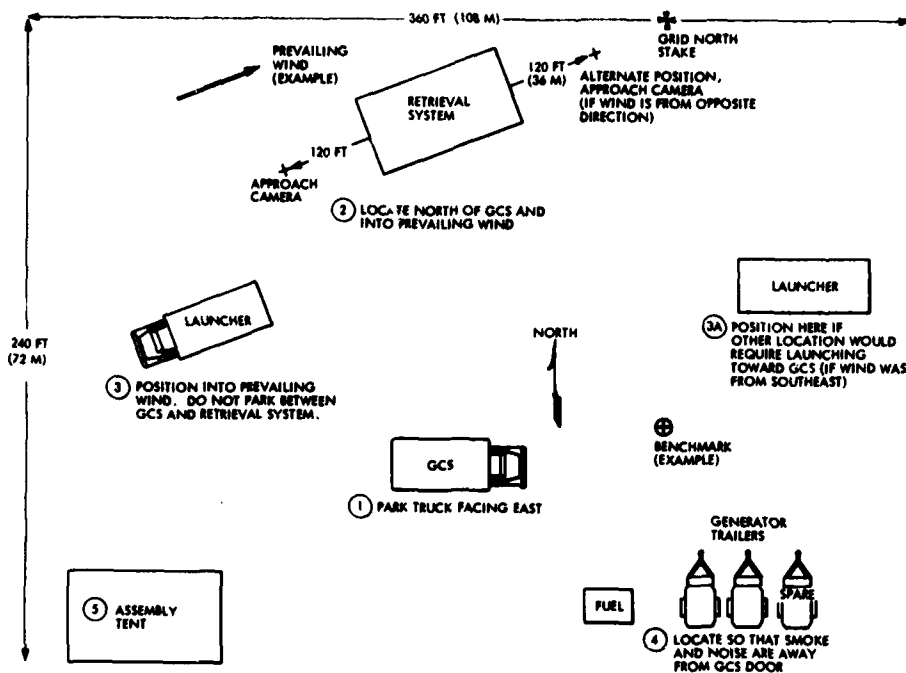 360 FT (108 M)
GRID NORTH
STAKE
PREVAILING
WIND
(EXAMPLE)
120 FT
(36 M)
ALTERNATE POSITION,
APPROACH CAMERA
(IF WIND IS FROM OPPOSITE
DIRECTION)
RETRIEVAL
SYSTEM
120 FT
APPROACH
CAMERA
2 LOCATE NORTH OF GCS AND
INTO PREVAILING WIND
LAUNCHER
LAUNCHER
240 FT
(72 M)
NORTH
3A POSITION HERE IF
OTHER LOCATION WOULD
REQUIRE LAUNCHING
TOWARD GCS (IF WIND WAS
FROM SOUTHEAST)
3 POSITION INTO PREVAILING
WIND. DO NOT PARK BETWEEN
GCS AND RETRIEVAL SYSTEM.
BENCHMARK
(EXAMPLE)
GCS
1 PARK TRUCK FACING EAST
GENERATOR
TRAILERS
5 ASSEMBLY
TENT
FUEL
SPARE
4 LOCATE SO THAT SMOKE
AND NOISE ARE AWAY
FROM GCS DOOR